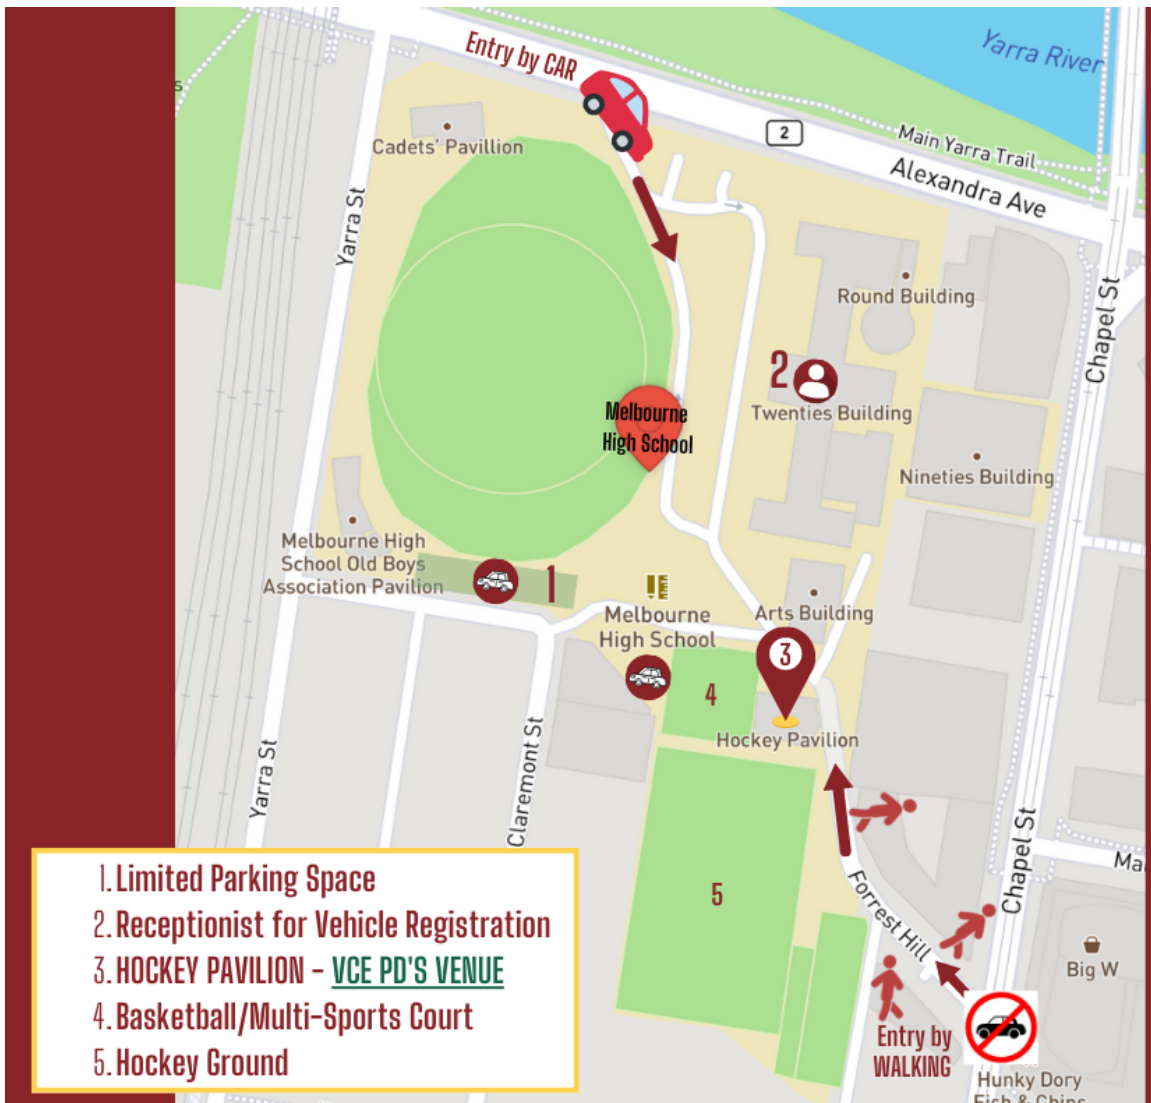 Yarra River
Entry by CAR
2
Main Yarra Trail
Alexandra Ave
Cadets' Pavillion
Yarra St
Chapel St
Round Building
2
Twenties Building
Melbourne
High School
Nineties Building
Melbourne High
School Old Boys
Association Pavilion
1
Melbourne
High School
Arts Building
3
4
Hockey Pavilion
Yarra St
Claremont St
Chapel St
5
Forrest Hill
Big W
Entry by
WALKING
Hunky Dory
Fish & Chips
1. Limited Parking Space
2. Receptionist for Vehicle Registration
3. HOCKEY PAVILION - VCE PD'S VENUE
4. Basketball/Multi-Sports Court
5. Hockey Ground